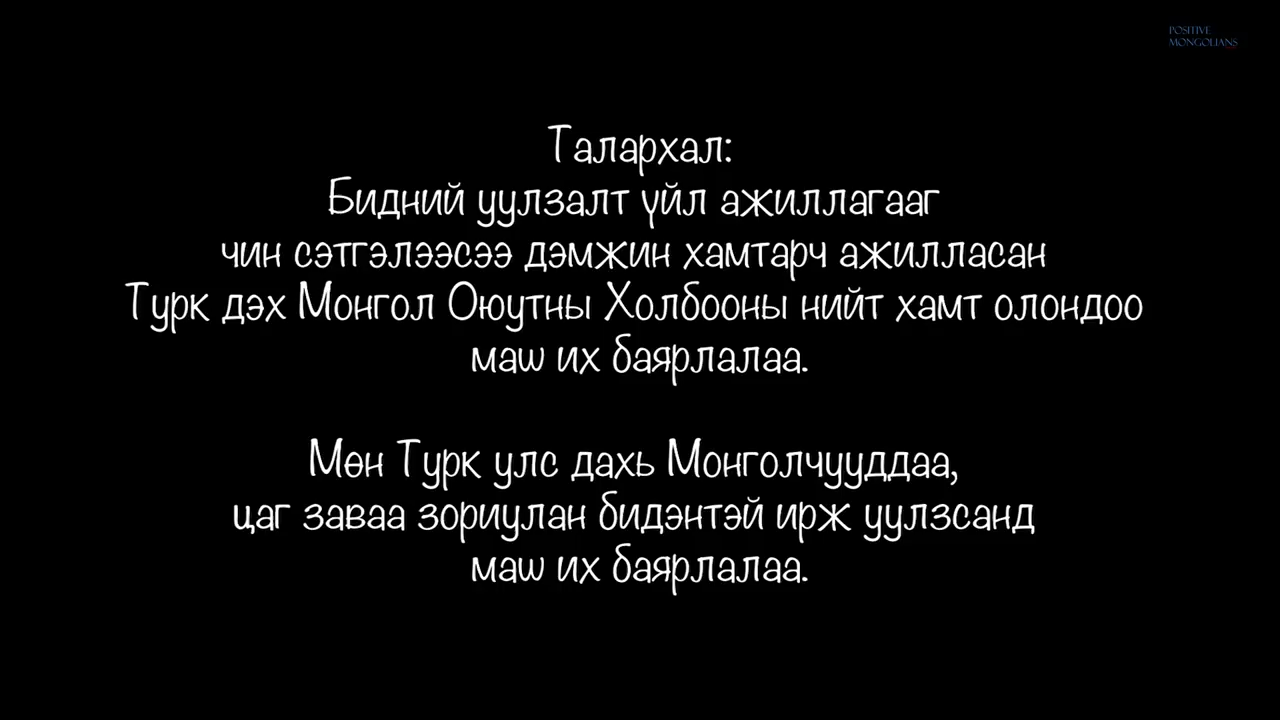 POSITIVE
MONGOLIANS
Талархал:
Бидний уулзалт үйл ажиллагааг
чин сэтгэлээсээ дэмжин хамтарч ажилласан
Турк дэх Монгол Оюутны Холбооны нийт хамт олондоо
маш их баярлалаа.
Мөн Турк улс дахь Монголчууддаа,
цаг заваа зориулан бидэнтэй ирж уулзсанд
маш их баярлалаа.